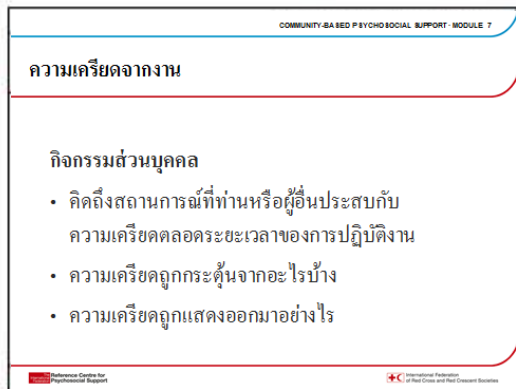 COMMUNITY-BASED PSYCHOSOCIAL SUPPORT · MODULE 7
ความเครียดจากงาน
กิจกรรมส่วนบุคคล
• คิดถึงสถานการณ์ที่ท่านหรือผู้อื่นประสบกับ
ความเครียดตลอดระยะเวลาของการปฏิบัติงาน
• ความเครียดถูกกระตุ้นจากอะไรบ้าง
• ความเครียดถูกแสดงออกมาอย่างไร
Reference Centre for
Psychosocial Support
International Federation
of Red Cross and Red Crescent Societies